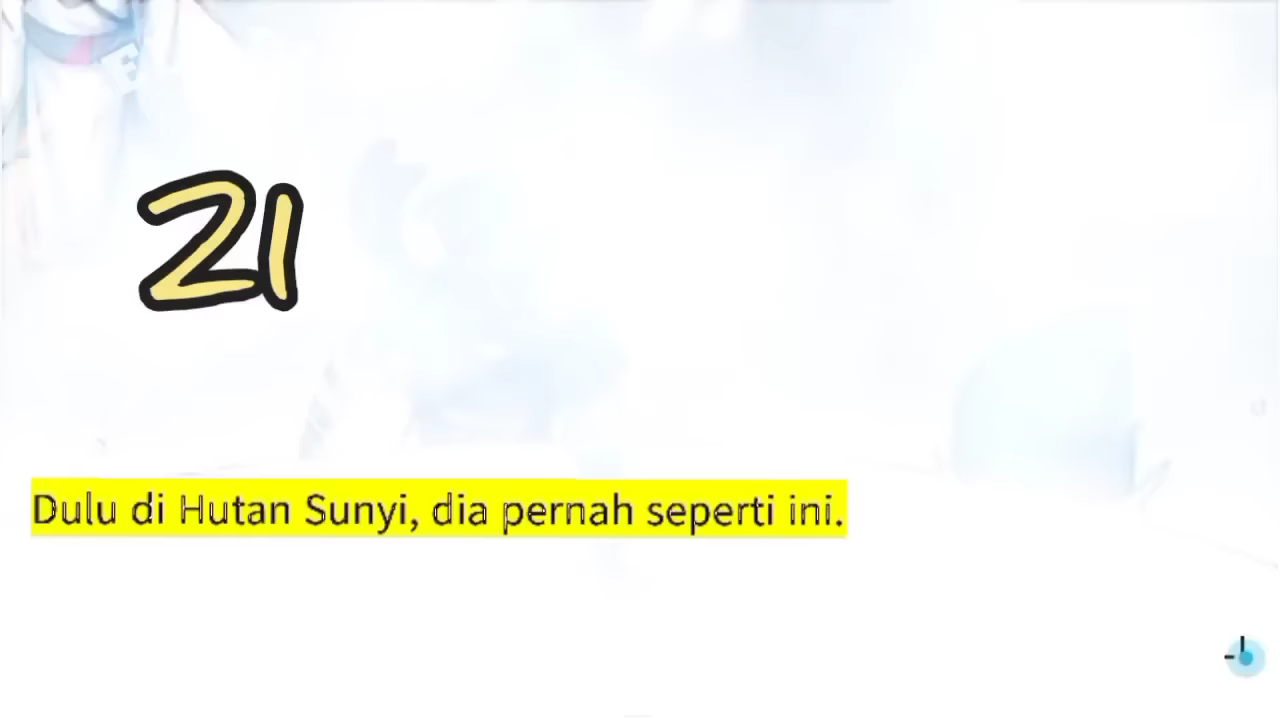 21
Dulu di Hutan Sunyi, dia pernah seperti ini.